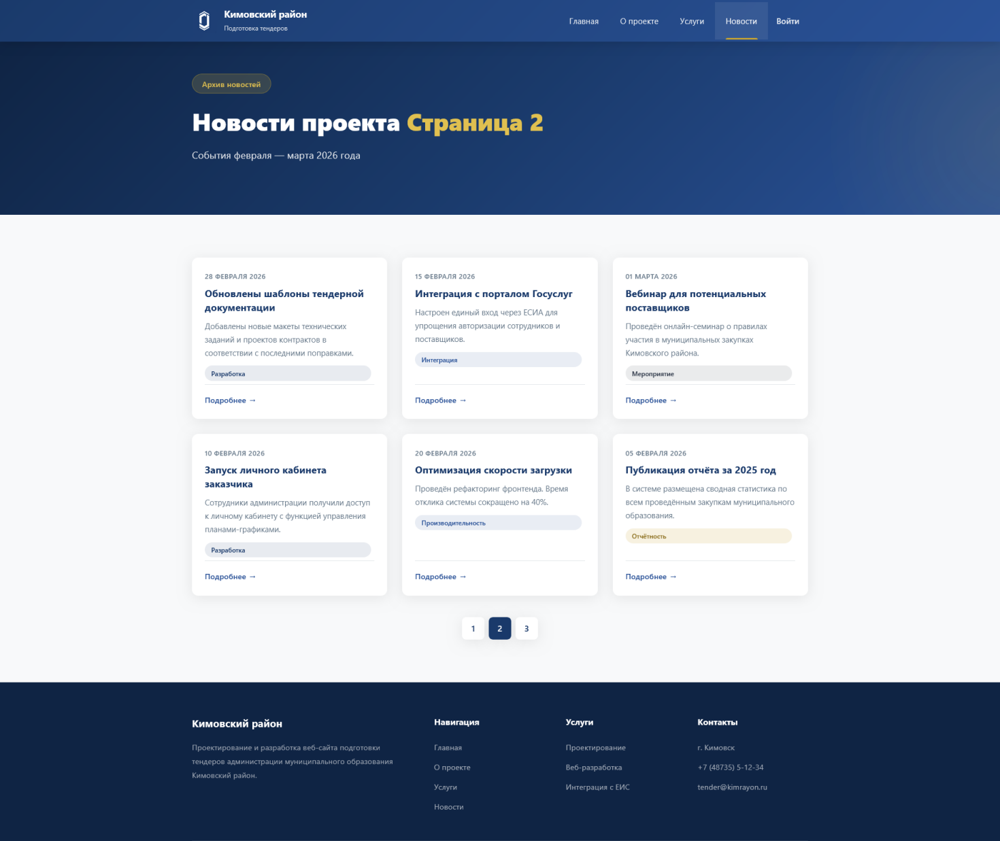 Кимовский район
Подготовка тендеров
Главная
О проекте
Услуги
Новости
Войти
Архив новостей
Новости проекта Страница 2
События февраля — марта 2026 года
28 ФЕВРАЛЯ 2026
Обновлены шаблоны тендерной
документации
Добавлены новые макеты технических
заданий и проектов контрактов в
соответствии с последними поправками.
Разработка
Подробнее →
15 ФЕВРАЛЯ 2026
Интеграция с порталом Госуслуг
Настроен единый вход через ЕСИА для
упрощения авторизации сотрудников и
поставщиков.
Интеграция
Подробнее →
01 МАРТА 2026
Вебинар для потенциальных
поставщиков
Проведён онлайн-семинар о правилах
участия в муниципальных закупках
Кимовского района.
Мероприятие
Подробнее →
10 ФЕВРАЛЯ 2026
Запуск личного кабинета
заказчика
Сотрудники администрации получили доступ
к личному кабинету с функцией управления
планами-графиками.
Разработка
Подробнее →
20 ФЕВРАЛЯ 2026
Оптимизация скорости загрузки
Проведён рефакторинг фронтенда. Время
отклика системы сокращено на 40%.
Производительность
Подробнее →
05 ФЕВРАЛЯ 2026
Публикация отчёта за 2025 год
В системе размещена сводная статистика по
всем проведённым закупкам муниципального
образования.
Отчётность
Подробнее →
1
2
3
Кимовский район
Проектирование и разработка веб-сайта подготовки
тендеров администрации муниципального образования
Кимовский район.
Навигация
Главная
О проекте
Услуги
Новости
Услуги
Проектирование
Веб-разработка
Интеграция с ЕИС
Контакты
г. Кимовск
+7 (48735) 5-12-34
tender@kimrayon.ru